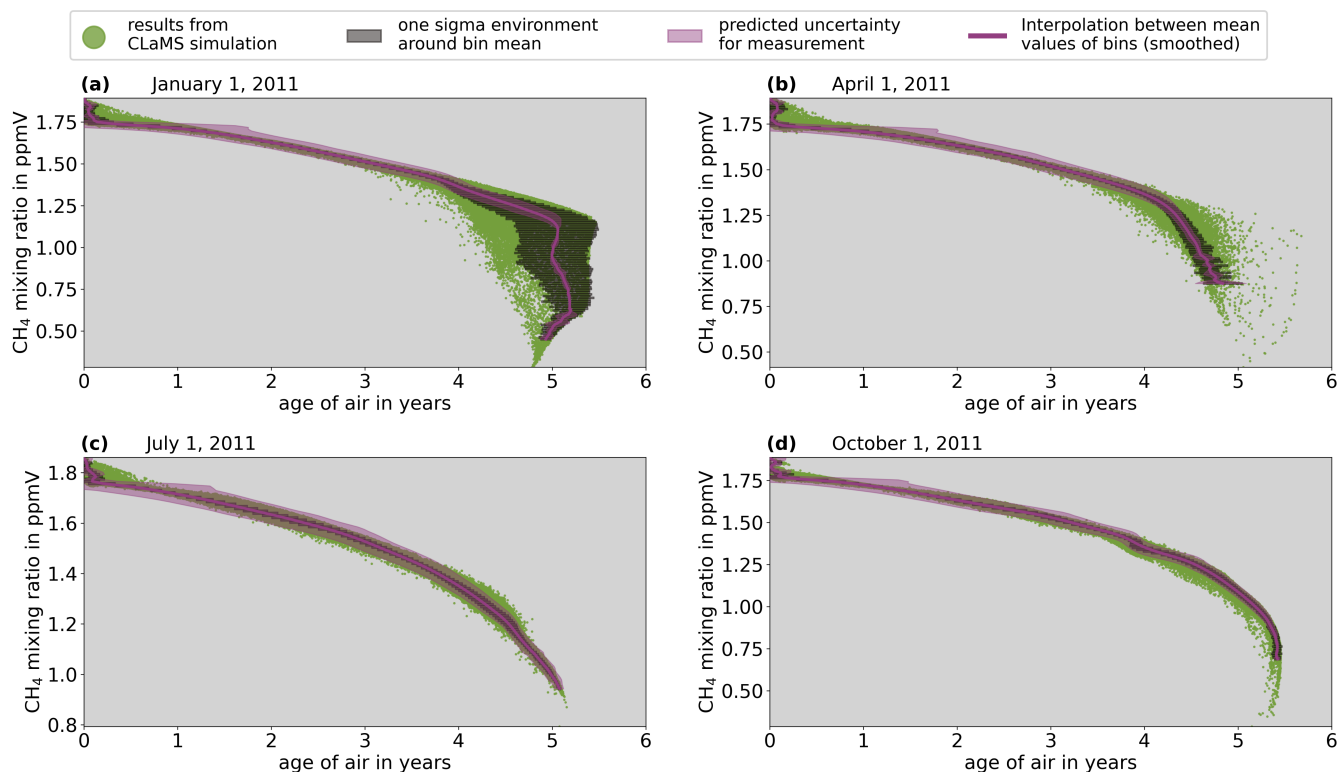 results from
CLaMS simulation
one sigma environment
around bin mean
predicted uncertainty
for measurement
Interpolation between mean
values of bins (smoothed)
(a) January 1, 2011
CH₄ mixing ratio in ppmV
1.75
1.50
1.25
1.00
0.75
0.50
0 1 2 3 4 5 6
age of air in years
(b) April 1, 2011
CH₄ mixing ratio in ppmV
1.75
1.50
1.25
1.00
0.75
0.50
0 1 2 3 4 5 6
age of air in years
(c) July 1, 2011
CH₄ mixing ratio in ppmV
1.8
1.6
1.4
1.2
1.0
0.8
0 1 2 3 4 5 6
age of air in years
(d) October 1, 2011
CH₄ mixing ratio in ppmV
1.75
1.50
1.25
1.00
0.75
0.50
0 1 2 3 4 5 6
age of air in years